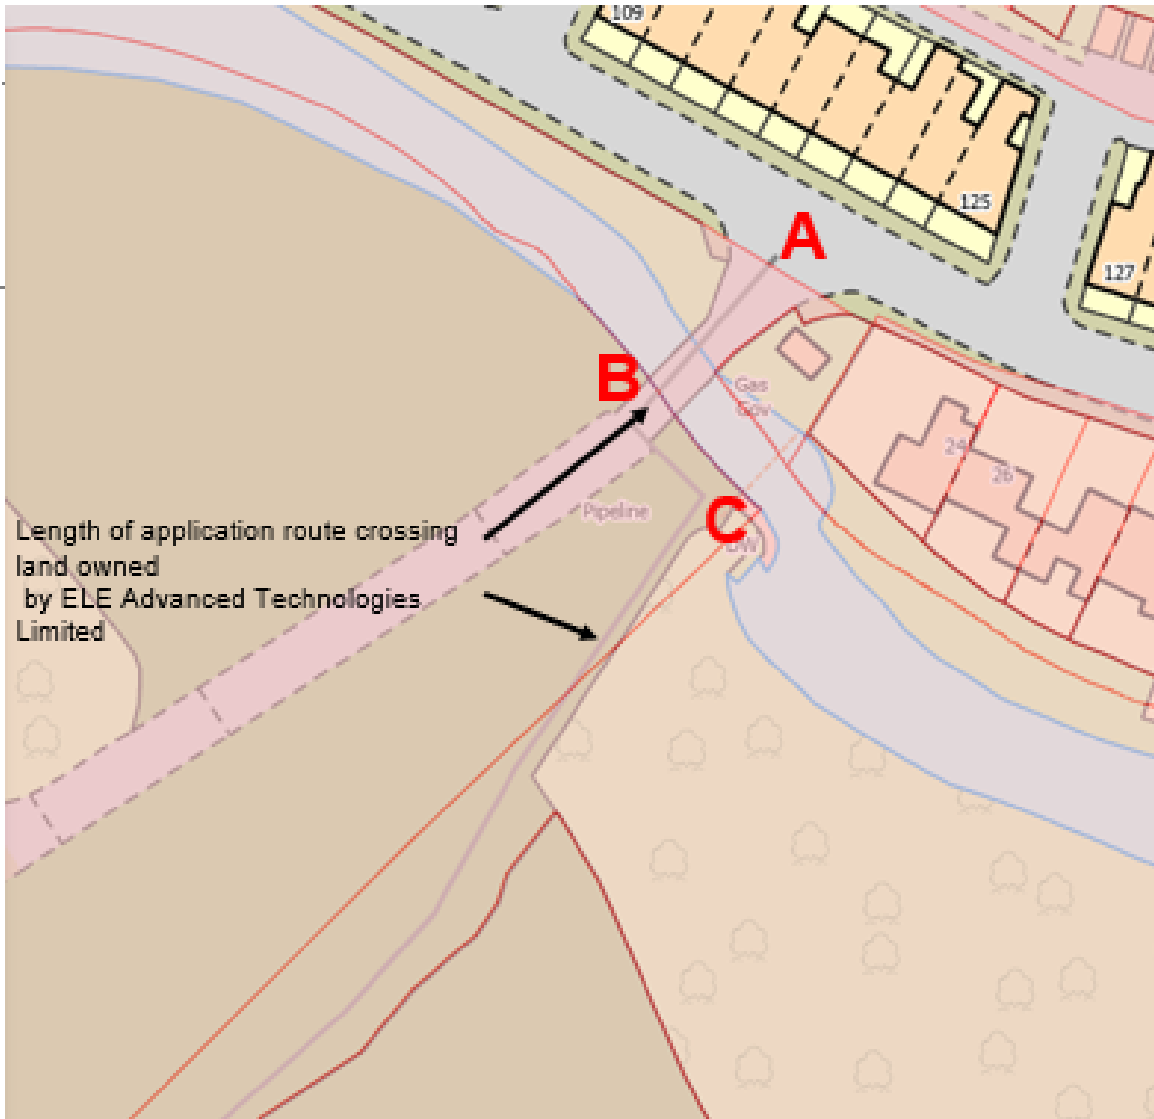 109
125
A
127
B
Gas
Gov
24
26
Pipeline
C
DW
Length of application route crossing
land owned
by ELE Advanced Technologies
Limited